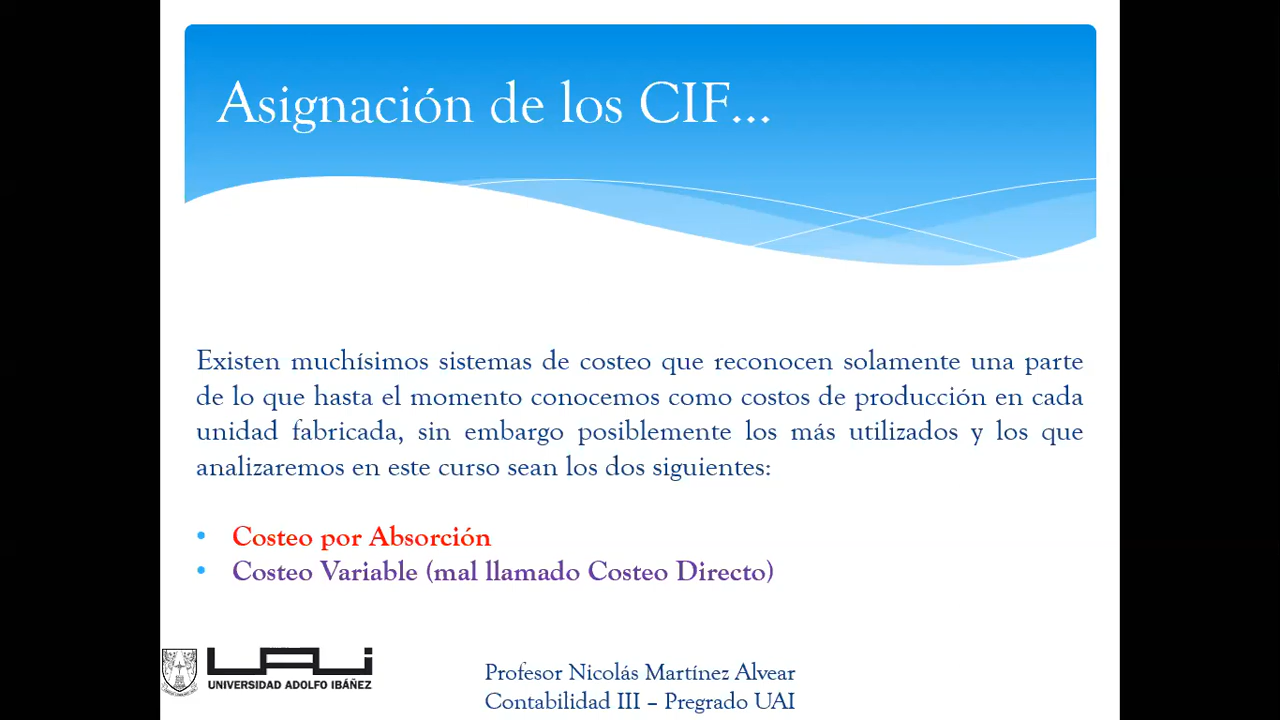 Asignación de los CIF...
Existen muchísimos sistemas de costeo que reconocen solamente una parte
de lo que hasta el momento conocemos como costos de producción en cada
unidad fabricada, sin embargo posiblemente los más utilizados y los que
analizaremos en este curso sean los dos siguientes:
• Costeo por Absorción
• Costeo Variable (mal llamado Costeo Directo)
UAI
UNIVERSIDAD ADOLFO IBÁÑEZ
Profesor Nicolás Martínez Alvear
Contabilidad III – Pregrado UAI